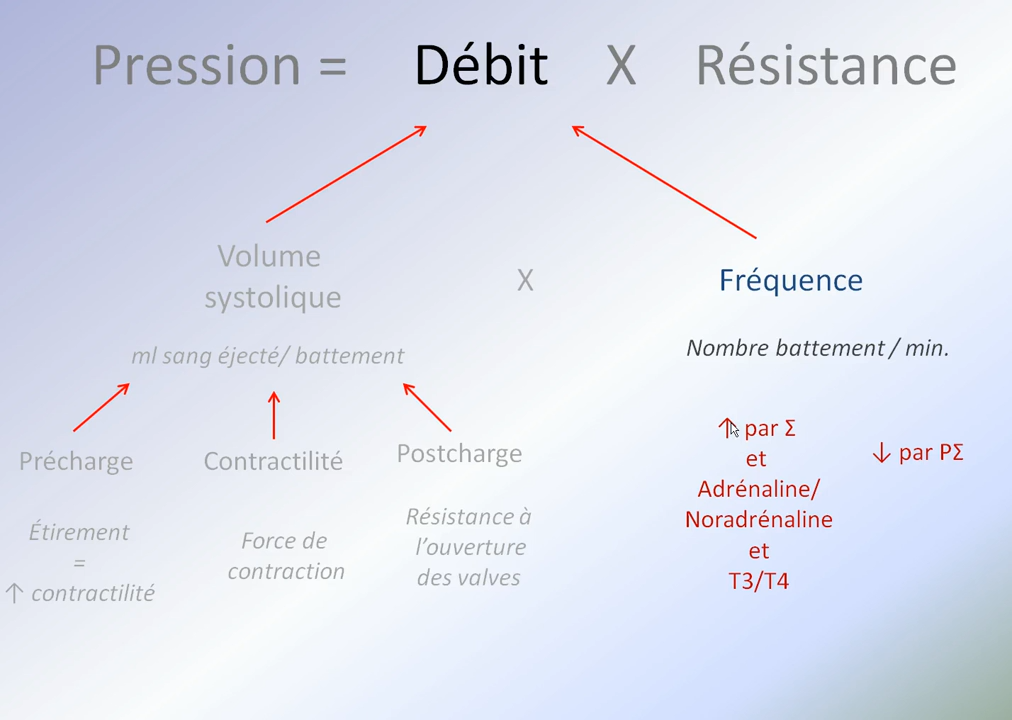 Pression = Débit X Résistance
Volume
systolique
X
Fréquence
ml sang éjecté/ battement
Nombre battement / min.
Précharge
Contractilité
Postcharge
Étirement
=
↑ contractilité
Force de
contraction
Résistance à
l’ouverture
des valves
↑ par Σ
et
Adrénaline/
Noradrénaline
et
T3/T4
↓ par PΣ